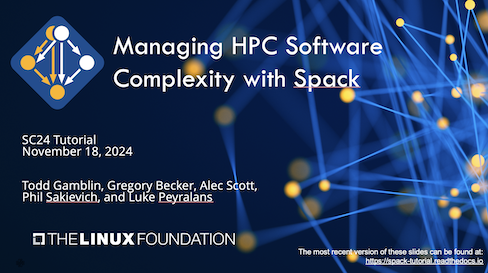 Managing HPC Software
Complexity with Spack
SC24 Tutorial
November 18, 2024
Todd Gamblin, Gregory Becker, Alec Scott,
Phil Sakievich, and Luke Peyralans
THE LINUX FOUNDATION
The most recent version of these slides can be found at:
https://spack-tutorial.readthedocs.io